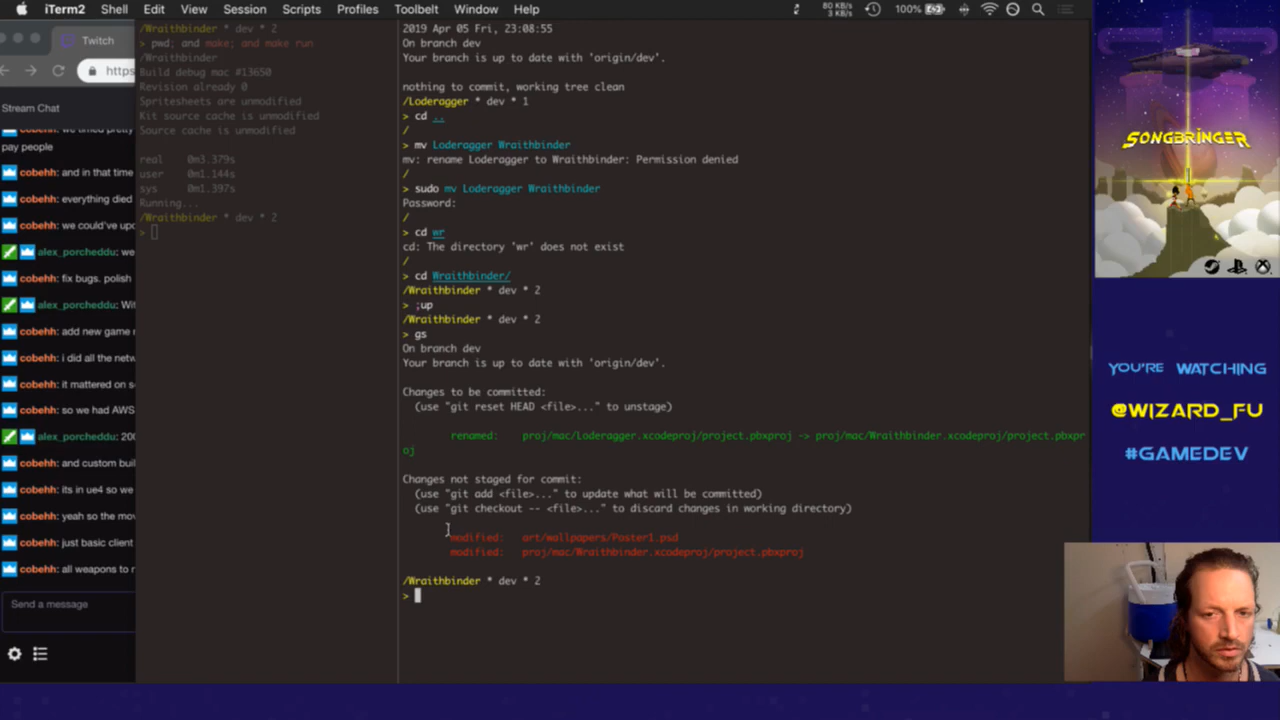 iTerm2 Shell Edit View Session Scripts Profiles Toolbelt Window Help
80 KB/s
3 KB/s
100%
Twitch
https
Stream Chat
cobehh: we timed pretty
pay people
cobehh: and in that time
cobehh: everything died
cobehh: we could've upd
alex_porcheddu: we
cobehh: fix bugs. polish
alex_porcheddu: Wit
cobehh: add new game m
cobehh: i did all the netw
cobehh: it mattered on s
cobehh: so we had AWS
alex_porcheddu: 200
cobehh: and custom buil
cobehh: its in ue4 so we
cobehh: yeah so the mov
cobehh: just basic client
cobehh: all weapons to r
Send a message
/Wraithbinder * dev * 2
> pwd; and make; and make run
/Wraithbinder
Build debug mac #13650
Revision already 0
Spritesheets are unmodified
Kit source cache is unmodified
Source cache is unmodified
real 0m3.379s
user 0m1.144s
sys 0m1.397s
Running...
/Wraithbinder * dev * 2
>
2019 Apr 05 Fri, 23:08:55
On branch dev
Your branch is up to date with 'origin/dev'.
nothing to commit, working tree clean
/Loderagger * dev * 1
> cd ..
/
> mv Loderagger Wraithbinder
mv: rename Loderagger to Wraithbinder: Permission denied
/
> sudo mv Loderagger Wraithbinder
Password:
/
> cd wr
cd: The directory 'wr' does not exist
/
> cd Wraithbinder/
/Wraithbinder * dev * 2
> ;up
/Wraithbinder * dev * 2
> gs
On branch dev
Your branch is up to date with 'origin/dev'.
Changes to be committed:
(use "git reset HEAD <file>..." to unstage)
renamed: proj/mac/Loderagger.xcodeproj/project.pbxproj -> proj/mac/Wraithbinder.xcodeproj/project.pbxpr
oj
Changes not staged for commit:
(use "git add <file>..." to update what will be committed)
(use "git checkout -- <file>..." to discard changes in working directory)
modified: art/wallpapers/Poster1.psd
modified: proj/mac/Wraithbinder.xcodeproj/project.pbxproj
/Wraithbinder * dev * 2
>
SONGBRINGER
YOU'RE WATCHING
@WIZARD_FU
#GAMEDEV